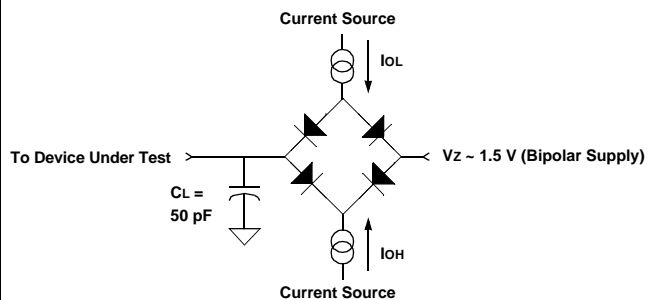 Current Source
IOL
To Device Under Test
VZ ~ 1.5 V (Bipolar Supply)
CL =
50 pF
IOH
Current Source